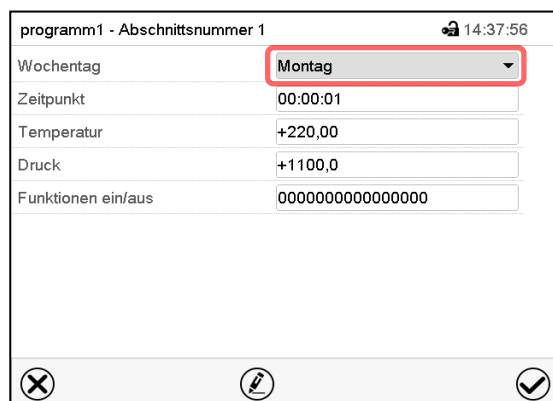 programm1 - Abschnittsnummer 1 14:37:56
Wochentag Montag
Zeitpunkt 00:00:01
Temperatur +220,00
Druck +1100,0
Funktionen ein/aus 0000000000000000